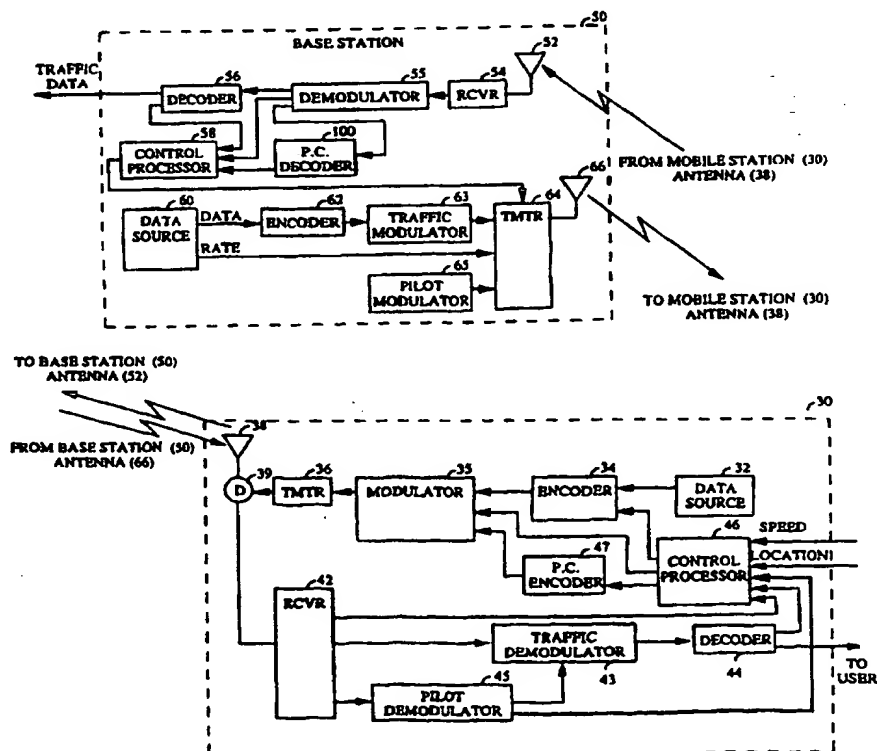 50
BASE STATION
52
TRAFFIC
DATA
56
DECODER
55
DEMODULATOR
54
RCVR
58
CONTROL
PROCESSOR
100
P.C.
DECODER
66
FROM MOBILE STATION (30)
ANTENNA (38)
60
DATA
SOURCE
DATA
RATE
62
ENCODER
63
TRAFFIC
MODULATOR
64
TMTR
65
PILOT
MODULATOR
TO MOBILE STATION (30)
ANTENNA (38)
TO BASE STATION (50)
ANTENNA (52)
FROM BASE STATION (50)
ANTENNA (66)
30
38
39
D
36
TMTR
35
MODULATOR
34
ENCODER
32
DATA
SOURCE
46
CONTROL
PROCESSOR
SPEED
LOCATION
47
P.C.
ENCODER
42
RCVR
TRAFFIC
DEMODULATOR
43
DECODER
44
TO
USER
45
PILOT
DEMODULATOR